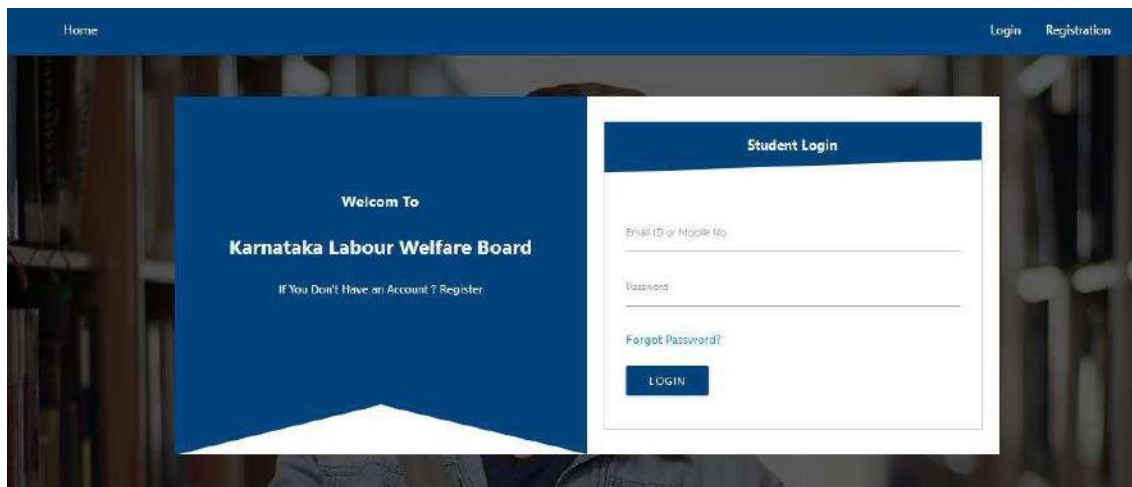 Home
Login Registration
Welcom To
Karnataka Labour Welfare Board
If You Don't Have an Account ? Register
Student Login
Email ID or Mobile No
Password
Forgot Password?
LOGIN